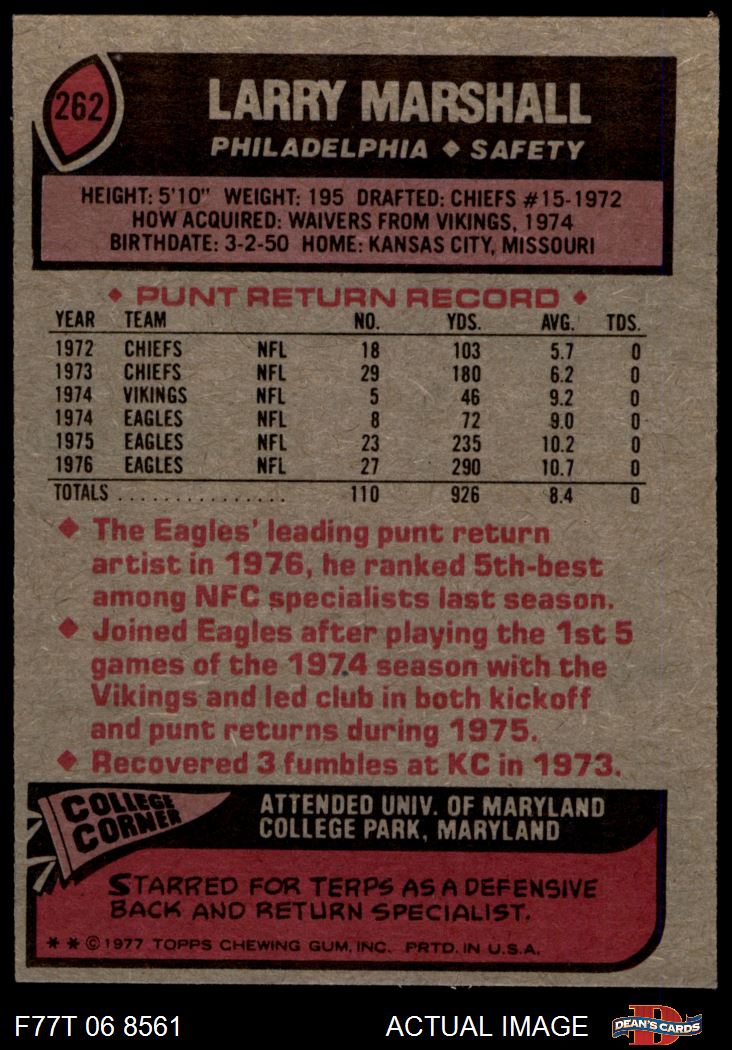 262
LARRY MARSHALL
PHILADELPHIA ♦ SAFETY
HEIGHT: 5'10" WEIGHT: 195 DRAFTED: CHIEFS #15-1972
HOW ACQUIRED: WAIVERS FROM VIKINGS, 1974
BIRTHDATE: 3-2-50 HOME: KANSAS CITY, MISSOURI
♦ PUNT RETURN RECORD ♦
YEAR TEAM NO. YDS. AVG. TDS.
1972 CHIEFS NFL 18 103 5.7 0
1973 CHIEFS NFL 29 180 6.2 0
1974 VIKINGS NFL 5 46 9.2 0
1974 EAGLES NFL 8 72 9.0 0
1975 EAGLES NFL 23 235 10.2 0
1976 EAGLES NFL 27 290 10.7 0
TOTALS . . . . . . . . . . . . . . . 110 926 8.4 0
♦ The Eagles' leading punt return
artist in 1976, he ranked 5th-best
among NFC specialists last season.
♦ Joined Eagles after playing the 1st 5
games of the 1974 season with the
Vikings and led club in both kickoff
and punt returns during 1975.
♦ Recovered 3 fumbles at KC in 1973.
COLLEGE
CORNER
ATTENDED UNIV. OF MARYLAND
COLLEGE PARK, MARYLAND
STARRED FOR TERPS AS A DEFENSIVE
BACK AND RETURN SPECIALIST.
* * © 1977 TOPPS CHEWING GUM, INC. PRTD. IN U.S.A.
F77T 06 8561 ACTUAL IMAGE
D
DEAN'S CARDS